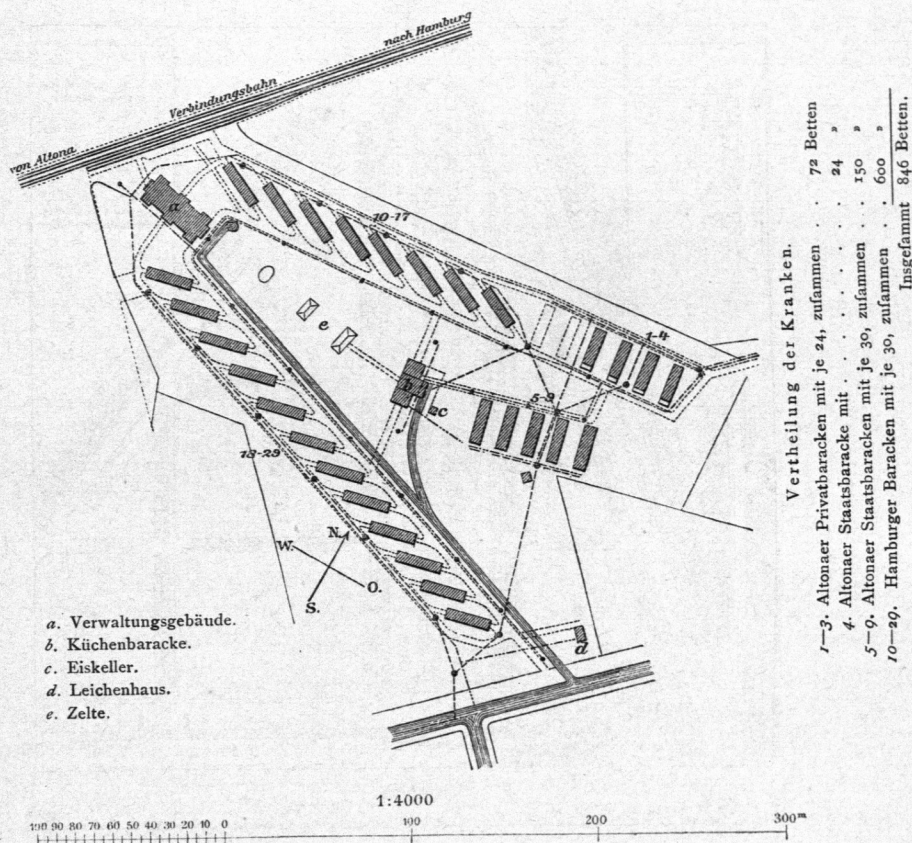 nach Hamburg
Verbindungsbahn
von Altona
a
10-17
e
1-4
b
5-9
c
18-29
N.
W.
O.
S.
d
a. Verwaltungsgebäude.
b. Küchenbaracke.
c. Eiskeller.
d. Leichenhaus.
e. Zelte.
Vertheilung der Kranken.
1—3. Altonaer Privatbaracken mit je 24, zuſammen . 72 Betten
4. Altonaer Staatsbaracke mit . . . . . . . 24 »
5—9. Altonaer Staatsbaracken mit je 30, zuſammen . 150 »
10—29. Hamburger Baracken mit je 30, zuſammen . 600 »
Insgeſammt 846 Betten.
1:4000
100 90 80 70 60 50 40 30 20 10 0 100 200 300m